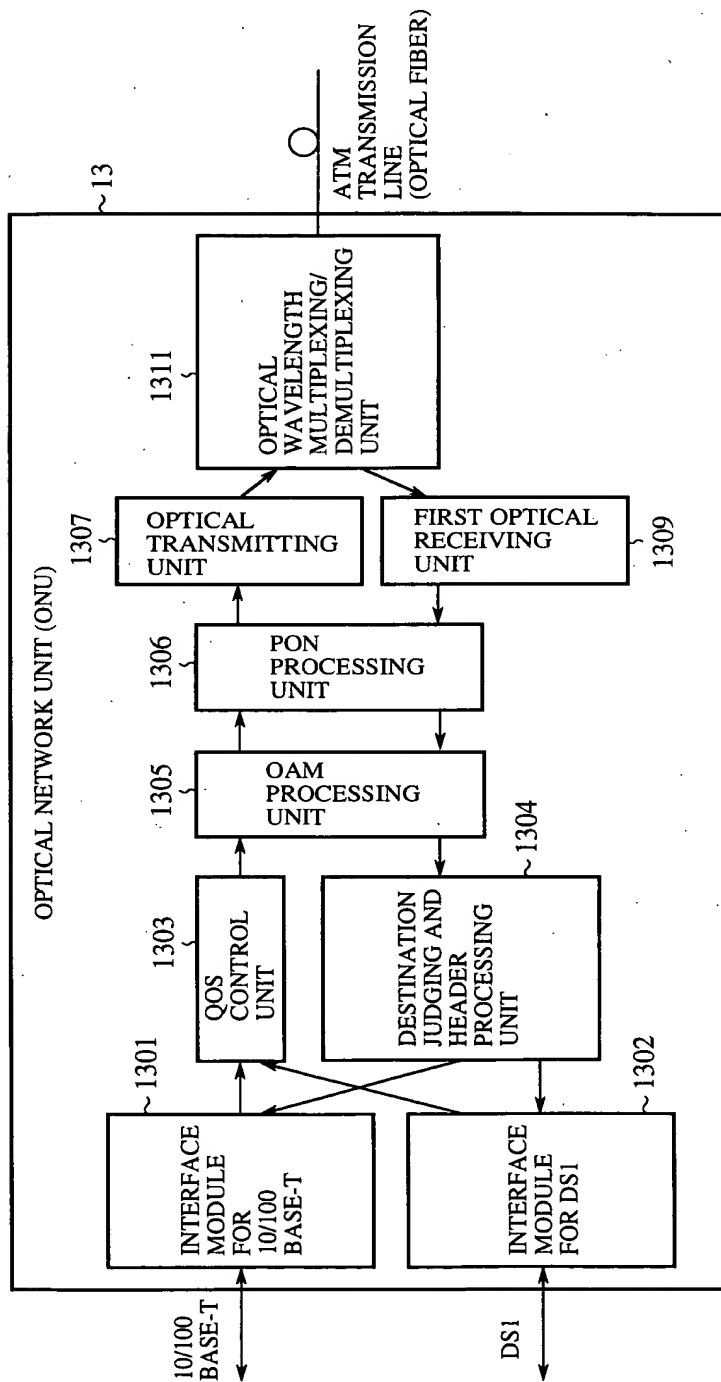 OPTICAL NETWORK UNIT (ONU)
13
10/100
BASE-T
DS1
1301
INTERFACE
MODULE
FOR
10/100
BASE-T
1302
INTERFACE
MODULE
FOR DS1
1303
QOS
CONTROL
UNIT
1304
DESTINATION
JUDGING AND
HEADER
PROCESSING
UNIT
1305
OAM
PROCESSING
UNIT
1306
PON
PROCESSING
UNIT
1307
OPTICAL
TRANSMITTING
UNIT
FIRST OPTICAL
RECEIVING
UNIT
1309
1311
OPTICAL
WAVELENGTH
MULTIPLEXING/
DEMULTIPLEXING
UNIT
ATM
TRANSMISSION
LINE
(OPTICAL FIBER)